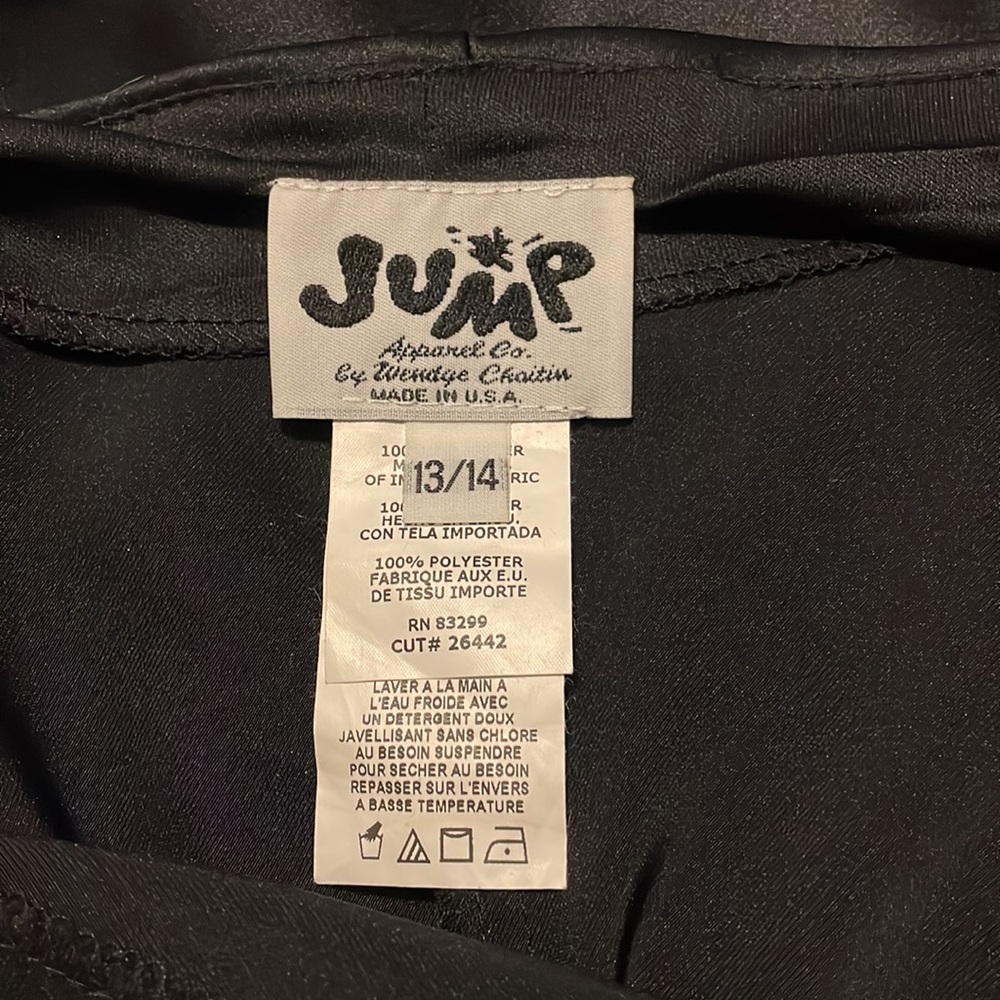 JUMP
Apparel Co.
by Wendye Chaitin
MADE IN U.S.A.
13/14
CON TELA IMPORTADA
100% POLYESTER
FABRIQUE AUX E.U.
DE TISSU IMPORTE
RN 83299
CUT# 26442
LAVER A LA MAIN A
L'EAU FROIDE AVEC
UN DETERGENT DOUX
JAVELLISANT SANS CHLORE
AU BESOIN SUSPENDRE
POUR SECHER AU BESOIN
REPASSER SUR L'ENVERS
A BASSE TEMPERATURE